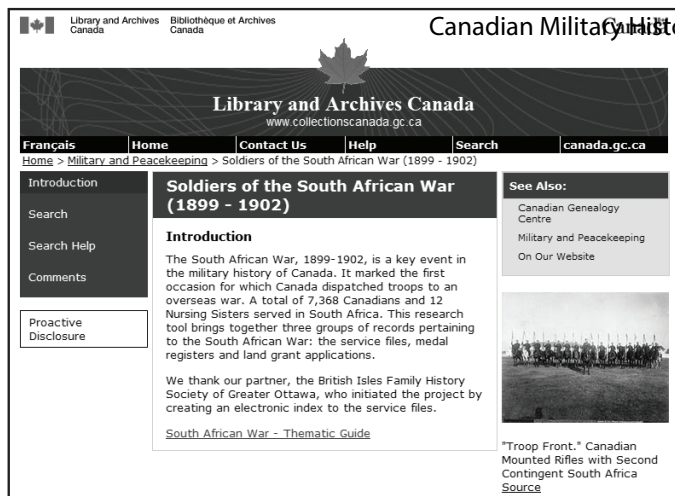 Library and Archives Bibliothèque et Archives
Canada Canada
Canadian Military Histo
Canada
Library and Archives Canada
www.collectionscanada.gc.ca
Français Home Contact Us Help Search canada.gc.ca
Home > Military and Peacekeeping > Soldiers of the South African War (1899 - 1902)
Introduction
Search
Search Help
Comments
Proactive
Disclosure
Soldiers of the South African War
(1899 - 1902)
Introduction
The South African War, 1899-1902, is a key event in
the military history of Canada. It marked the first
occasion for which Canada dispatched troops to an
overseas war. A total of 7,368 Canadians and 12
Nursing Sisters served in South Africa. This research
tool brings together three groups of records pertaining
to the South African War: the service files, medal
registers and land grant applications.
We thank our partner, the British Isles Family History
Society of Greater Ottawa, who initiated the project by
creating an electronic index to the service files.
South African War - Thematic Guide
See Also:
Canadian Genealogy
Centre
Military and Peacekeeping
On Our Website
"Troop Front." Canadian
Mounted Rifles with Second
Contingent South Africa
Source